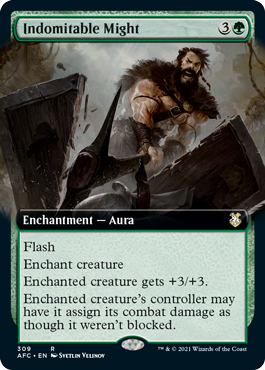 Indomitable Might 3
Enchantment — Aura
Flash
Enchant creature
Enchanted creature gets +3/+3.
Enchanted creature's controller may
have it assign its combat damage as
though it weren't blocked.
309 R
AFC • EN SVETLIN VELINOV
™ & © 2021 Wizards of the Coast